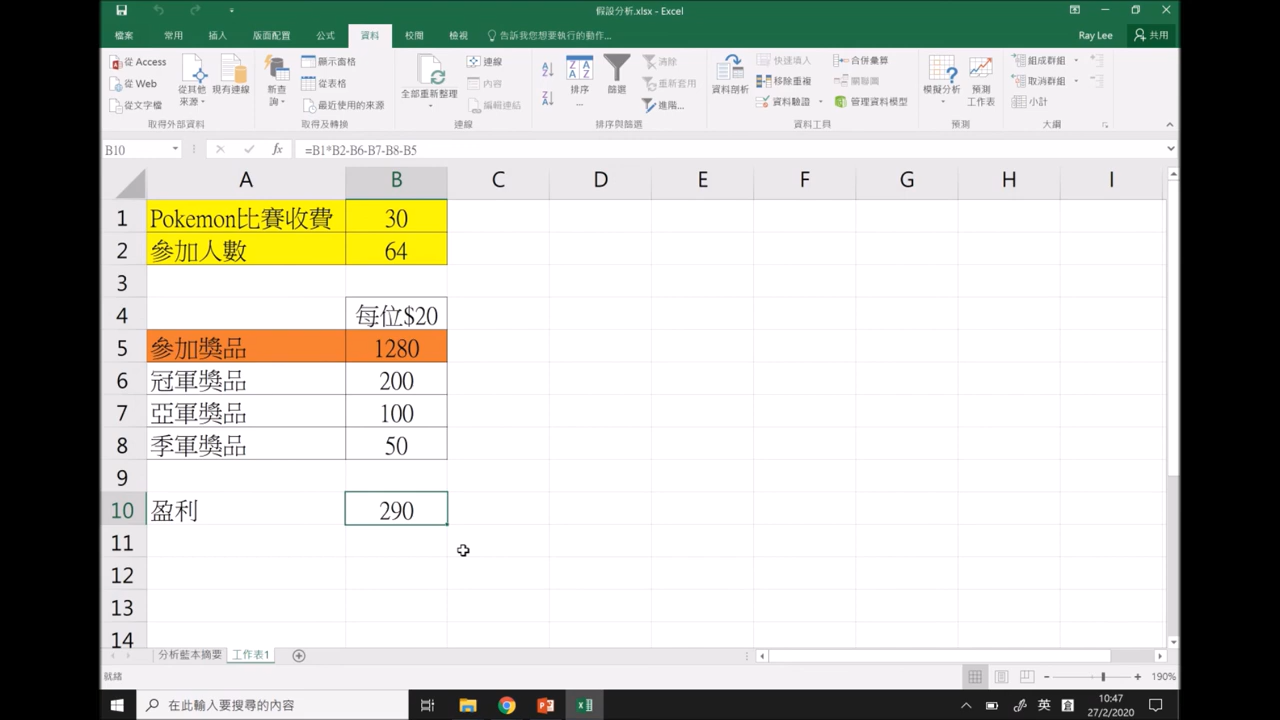 假設分析.xlsx - Excel
檔案 常用 插入 版面配置 公式 資料 校閱 檢視 告訴我您想要執行的動作... Ray Lee 共用
從 Access
從 Web
從文字檔
從其他來源
現有連線
取得外部資料
新查詢
顯示查詢
從表格
最近使用的來源
取得及轉換
全部重新整理
連線
內容
編輯連結
連線
排序...
篩選
清除
重新套用
進階...
排序與篩選
資料剖析
快速填入
移除重複
資料驗證
合併彙算
關聯圖
管理資料模型
資料工具
模擬分析
預測工作表
預測
組成群組
取消群組
小計
大綱
B10 fx =B1*B2-B6-B7-B8-B5
A B C D E F G H I
1 Pokemon比賽收費 30
2 參加人數 64
3
4 每位$20
5 參加獎品 1280
6 冠軍獎品 200
7 亞軍獎品 100
8 季軍獎品 50
9
10 盈利 290
11
12
13
14
分析藍本摘要 工作表1
就緒 190%
在此輸入要搜尋的內容
英
10:47
27/2/2020